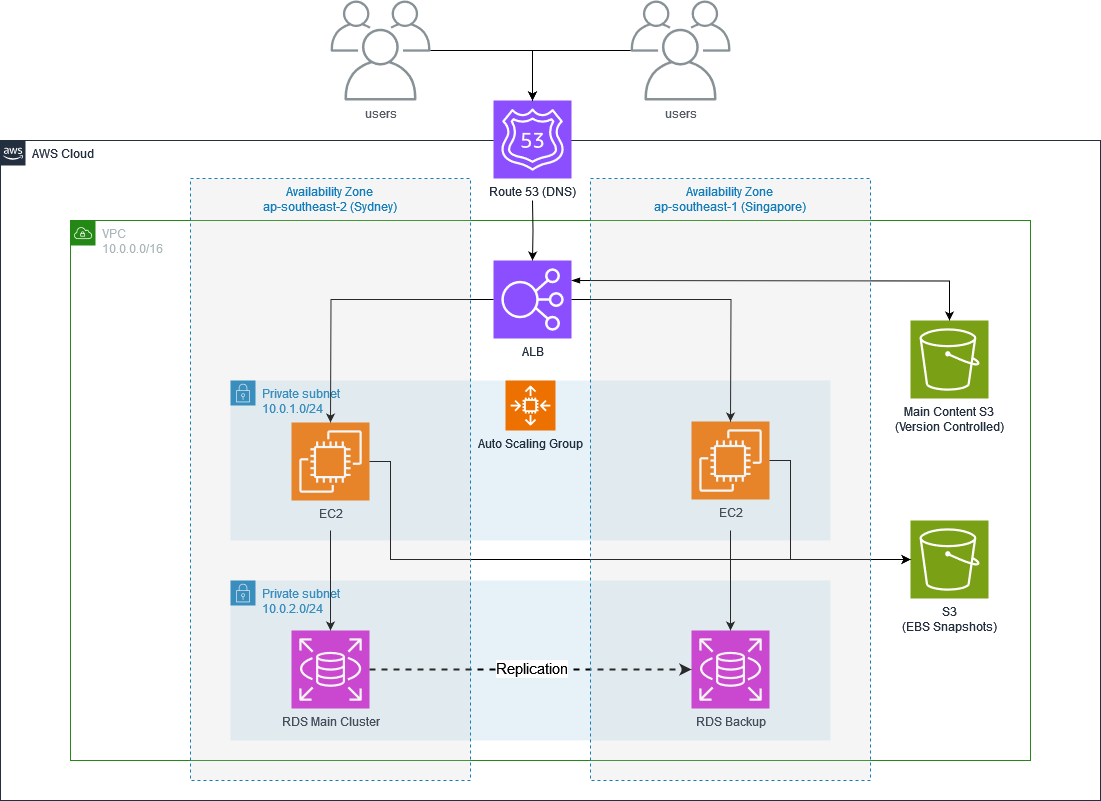 users
users
53
aws
AWS Cloud
Route 53 (DNS)
Availability Zone
ap-southeast-2 (Sydney)
Availability Zone
ap-southeast-1 (Singapore)
VPC
10.0.0.0/16
ALB
Private subnet
10.0.1.0/24
Auto Scaling Group
Main Content S3
(Version Controlled)
EC2
EC2
Private subnet
10.0.2.0/24
S3
(EBS Snapshots)
Replication
RDS Main Cluster
RDS Backup